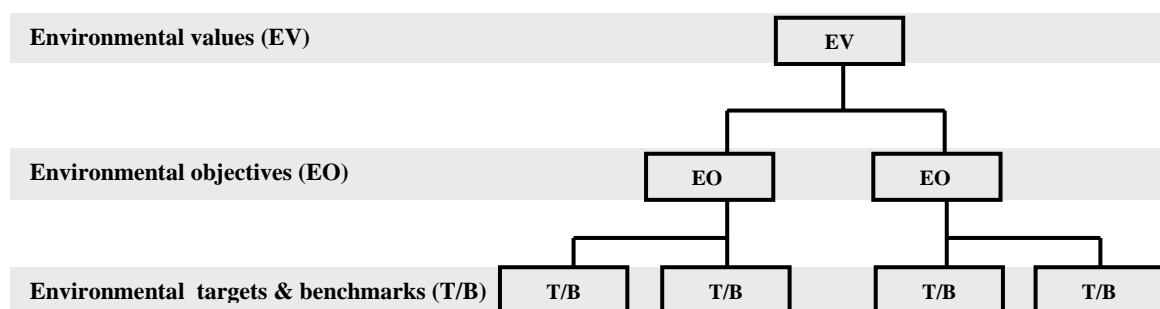 Environmental values (EV)
EV
Environmental objectives (EO)
EO
EO
Environmental targets & benchmarks (T/B)
T/B
T/B
T/B
T/B